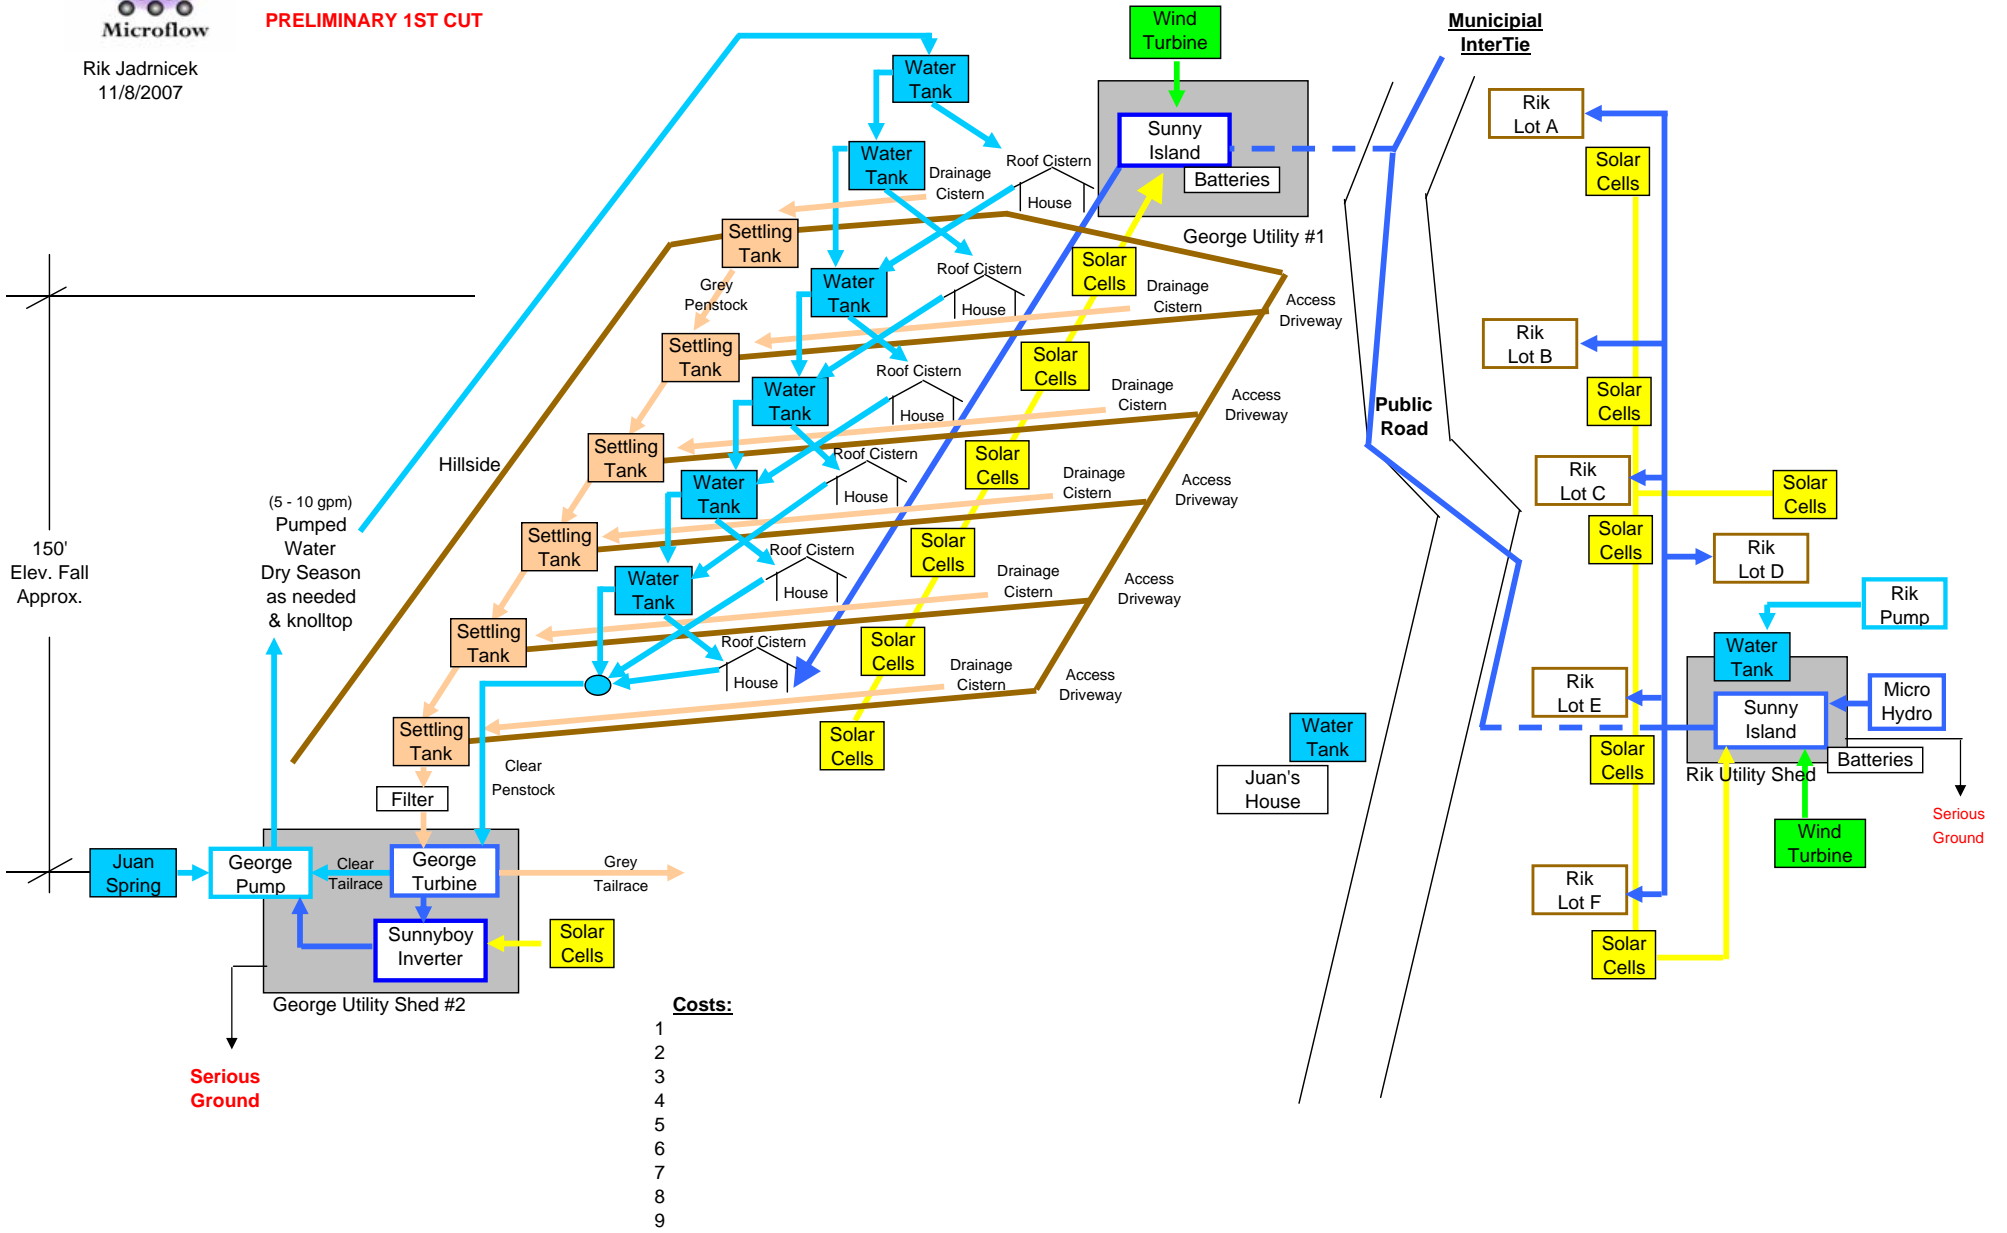 Microflow
PRELIMINARY 1ST CUT
Rik Jadrnicek
11/8/2007
Wind
Turbine
Municipial
InterTie
Water
Tank
Sunny
Island
Batteries
George Utility #1
Water
Tank
Roof Cistern
House
Drainage
Cistern
Settling
Tank
Grey
Penstock
Water
Tank
Roof Cistern
House
Solar
Cells
Drainage
Cistern
Access
Driveway
Settling
Tank
Water
Tank
Roof Cistern
House
Solar
Cells
Drainage
Cistern
Access
Driveway
Settling
Tank
Hillside
Water
Tank
Roof Cistern
House
Solar
Cells
Drainage
Cistern
Access
Driveway
Settling
Tank
Water
Tank
Roof Cistern
House
Solar
Cells
Drainage
Cistern
Access
Driveway
Settling
Tank
Roof Cistern
House
Solar
Cells
Drainage
Cistern
Access
Driveway
Settling
Tank
Solar
Cells
(5 - 10 gpm)
Pumped
Water
Dry Season
as needed
& knolltop
150'
Elev. Fall
Approx.
Clear
Penstock
Filter
Juan
Spring
George
Pump
Clear
Tailrace
George
Turbine
Grey
Tailrace
Sunnyboy
Inverter
Solar
Cells
George Utility Shed #2
Serious
Ground
Costs:
1
2
3
4
5
6
7
8
9
Public
Road
Water
Tank
Juan's
House
Rik
Lot A
Solar
Cells
Rik
Lot B
Solar
Cells
Rik
Lot C
Solar
Cells
Solar
Cells
Rik
Lot D
Rik
Pump
Water
Tank
Rik
Lot E
Sunny
Island
Micro
Hydro
Batteries
Rik Utility Shed
Solar
Cells
Wind
Turbine
Serious
Ground
Rik
Lot F
Solar
Cells